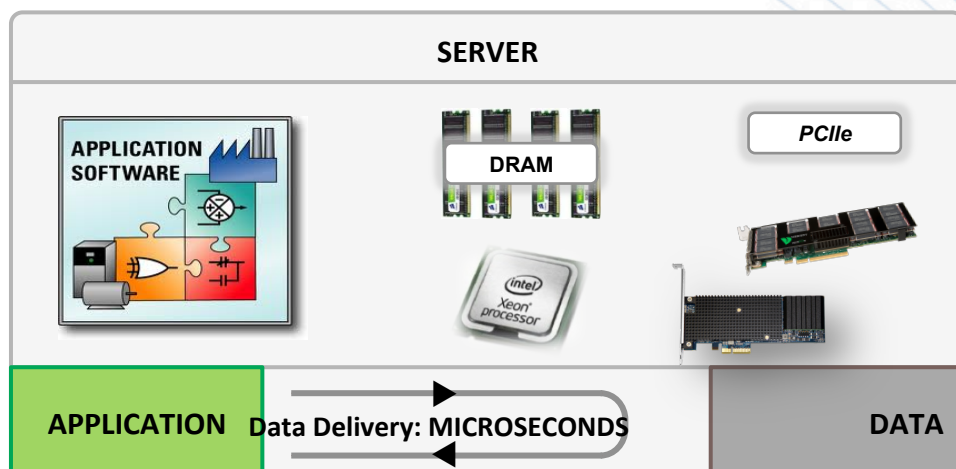 SERVER
APPLICATION
SOFTWARE
DRAM
PCIIe
intel
Xeon®
processor
APPLICATION
Data Delivery: MICROSECONDS
DATA